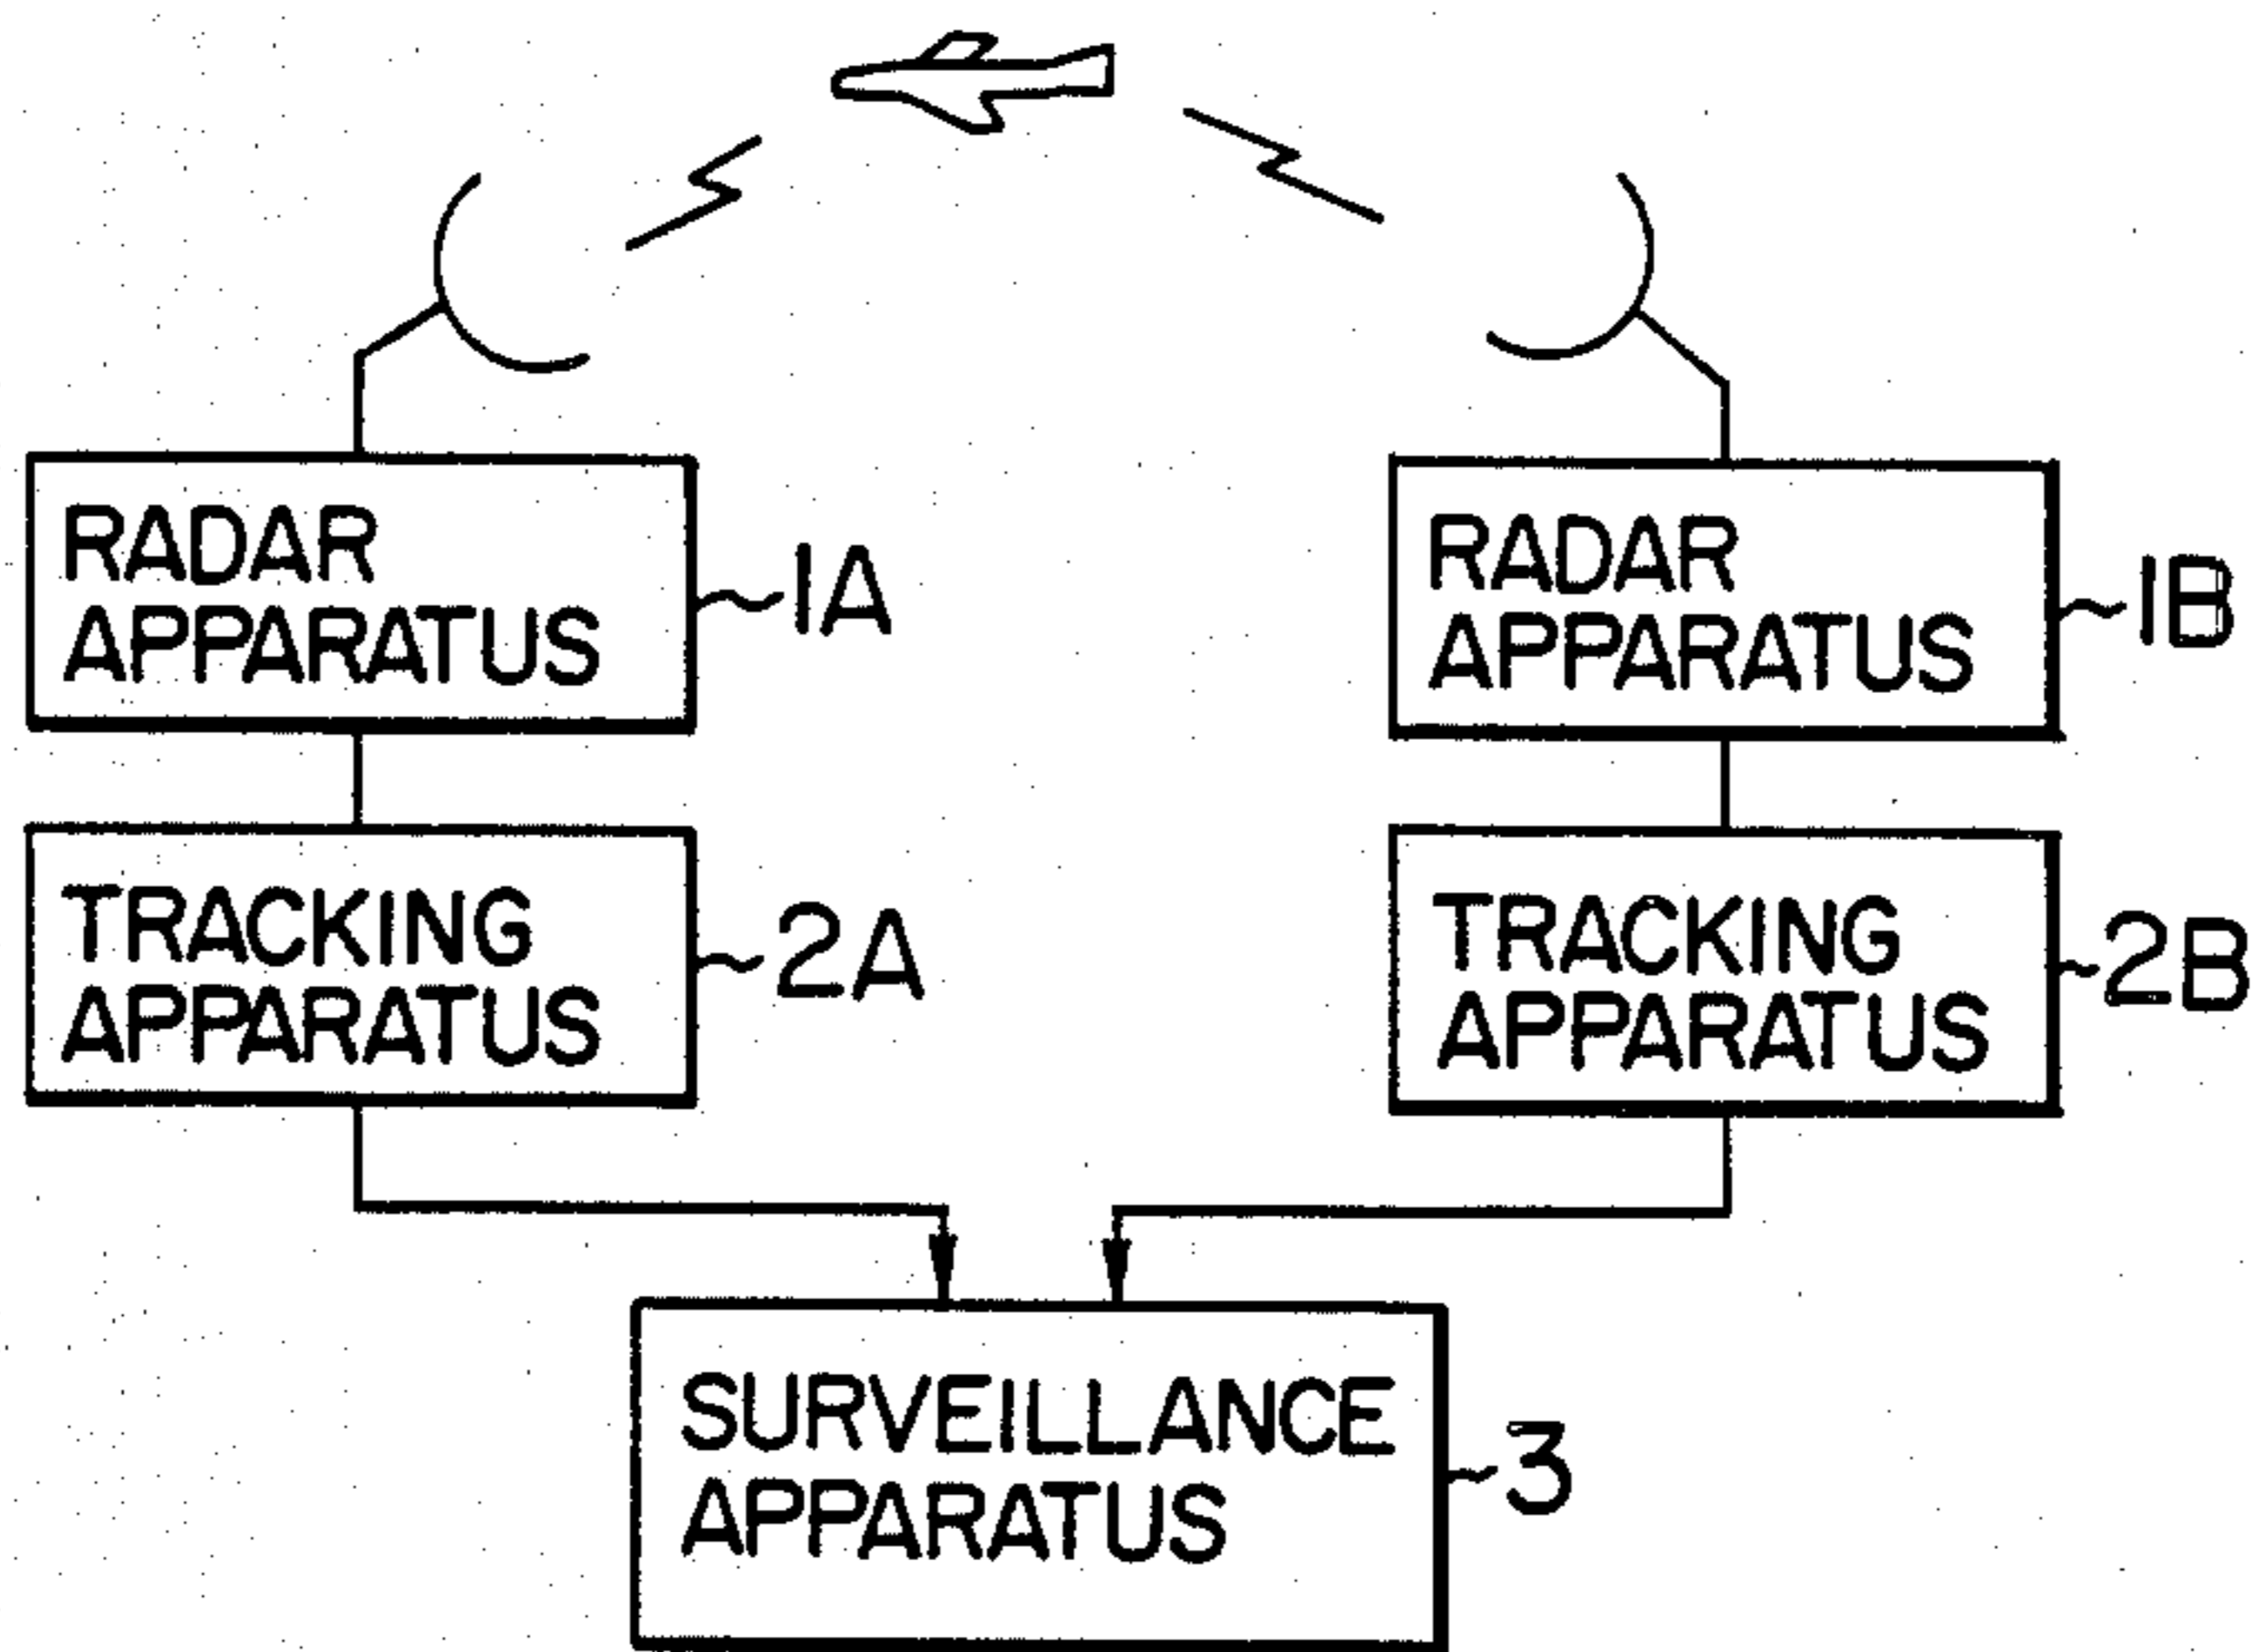 RADAR
APPARATUS
1A
RADAR
APPARATUS
1B
TRACKING
APPARATUS
2A
TRACKING
APPARATUS
2B
SURVEILLANCE
APPARATUS
3